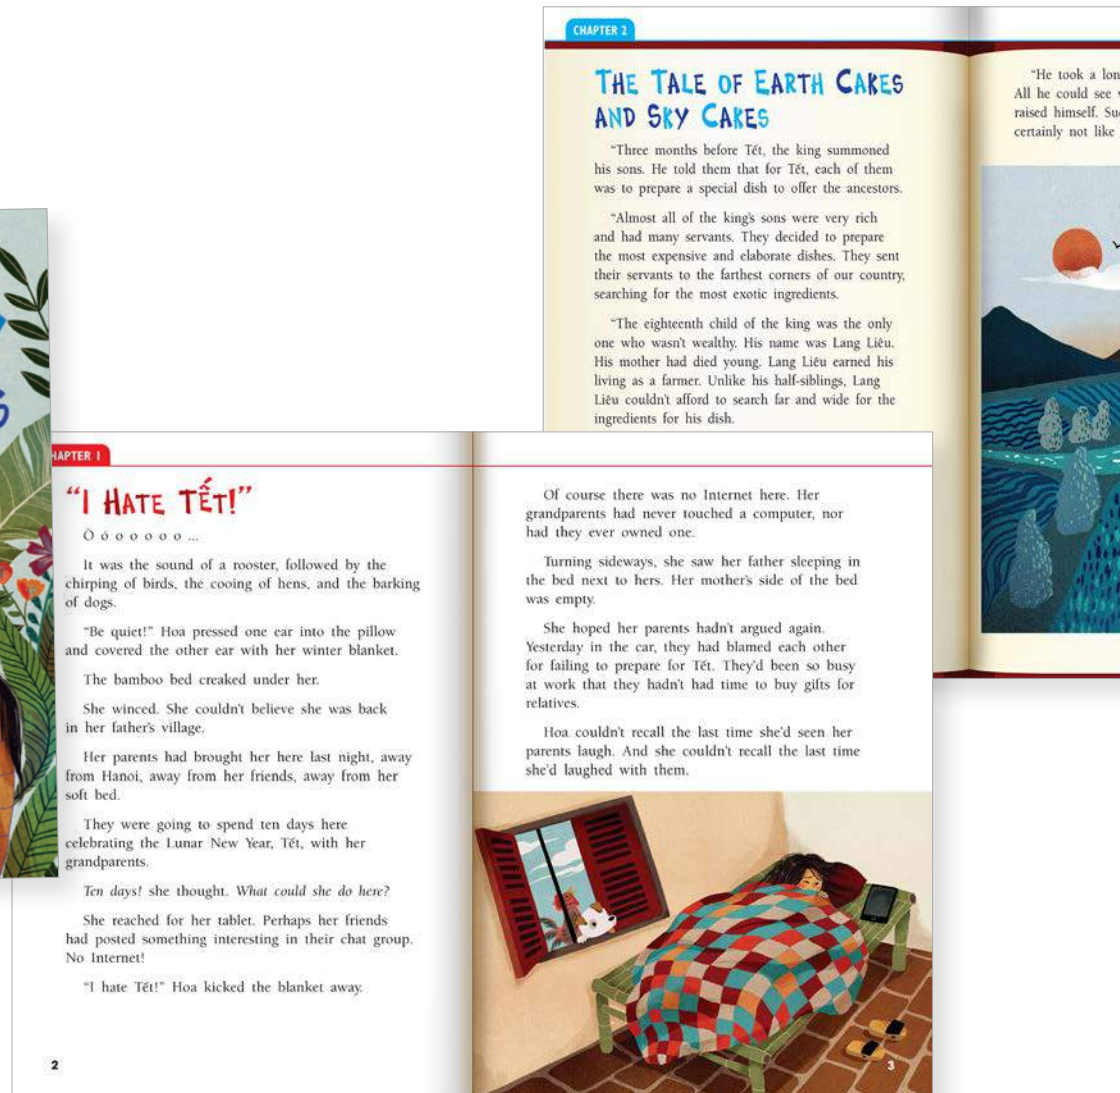 CHAPTER 2
THE TALE OF EARTH CAKES
AND SKY CAKES
"Three months before Tết, the king summoned
his sons. He told them that for Tết, each of them
was to prepare a special dish to offer the ancestors.
"Almost all of the king's sons were very rich
and had many servants. They decided to prepare
the most expensive and elaborate dishes. They sent
their servants to the farthest corners of our country,
searching for the most exotic ingredients.
"The eighteenth child of the king was the only
one who wasn't wealthy. His name was Lang Liêu.
His mother had died young. Lang Liêu earned his
living as a farmer. Unlike his half-siblings, Lang
Liêu couldn't afford to search far and wide for the
ingredients for his dish.
"He took a
All he could see
raised himself.
certainly not like
HAPTER 1
"I HATE TẾT!"
Ò ó o o o o o ...
It was the sound of a rooster, followed by the
chirping of birds, the cooing of hens, and the barking
of dogs.
"Be quiet!" Hoa pressed one ear into the pillow
and covered the other ear with her winter blanket.
The bamboo bed creaked under her.
She winced. She couldn't believe she was back
in her father's village.
Her parents had brought her here last night, away
from Hanoi, away from her friends, away from her
soft bed.
They were going to spend ten days here
celebrating the Lunar New Year, Tết, with her
grandparents.
Ten days! she thought. What could she do here?
She reached for her tablet. Perhaps her friends
had posted something interesting in their chat group.
No Internet!
"I hate Tết!" Hoa kicked the blanket away.
2
Of course there was no Internet here. Her
grandparents had never touched a computer, nor
had they ever owned one.
Turning sideways, she saw her father sleeping in
the bed next to hers. Her mother's side of the bed
was empty.
She hoped her parents hadn't argued again.
Yesterday in the car, they had blamed each other
for failing to prepare for Tết. They'd been so busy
at work that they hadn't had time to buy gifts for
relatives.
Hoa couldn't recall the last time she'd seen her
parents laugh. And she couldn't recall the last time
she'd laughed with them.
3